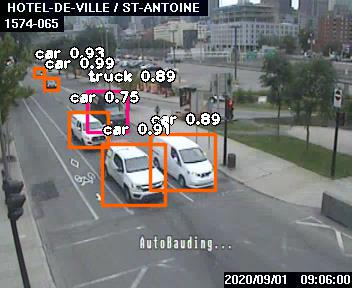 HOTEL-DE-VILLE / ST-ANTOINE
1574-065
car 0.93
car 0.99
truck 0.89
car 0.75
car 0.89
car 0.91
AutoBauding...
2020/09/01 09:06:00